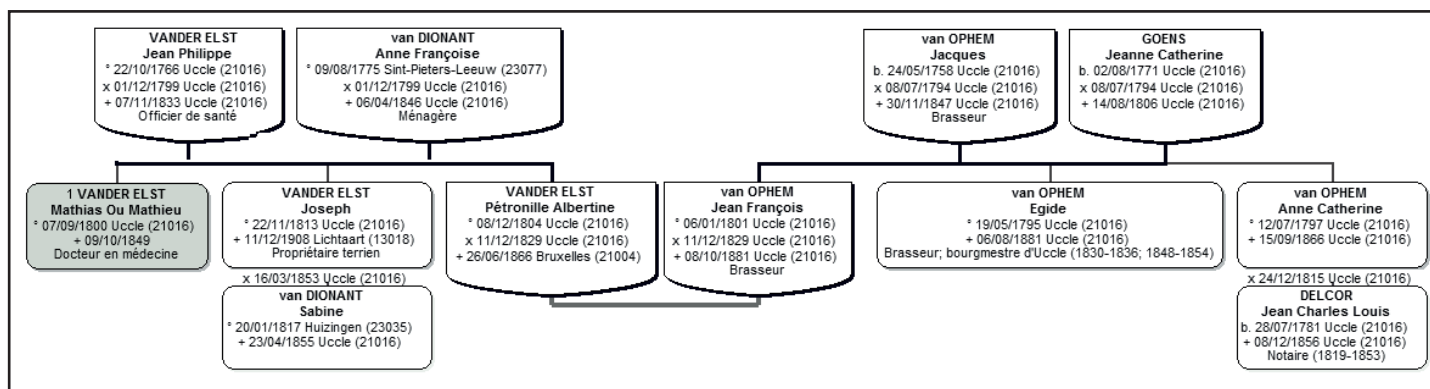 VANDER ELST
Jean Philippe
° 22/10/1766 Uccle (21016)
x 01/12/1799 Uccle (21016)
+ 07/11/1833 Uccle (21016)
Officier de santé
van DIONANT
Anne Françoise
° 09/08/1775 Sint-Pieters-Leeuw (23077)
x 01/12/1799 Uccle (21016)
+ 06/04/1846 Uccle (21016)
Ménagère
van OPHEM
Jacques
b. 24/05/1758 Uccle (21016)
x 08/07/1794 Uccle (21016)
+ 30/11/1847 Uccle (21016)
Brasseur
GOENS
Jeanne Catherine
b. 02/08/1771 Uccle (21016)
x 08/07/1794 Uccle (21016)
+ 14/08/1806 Uccle (21016)
1 VANDER ELST
Mathias Ou Mathieu
° 07/09/1800 Uccle (21016)
+ 09/10/1849
Docteur en médecine
VANDER ELST
Joseph
° 22/11/1813 Uccle (21016)
+ 11/12/1908 Lichtaart (13018)
Propriétaire terrien
x 16/03/1853 Uccle (21016)
van DIONANT
Sabine
° 20/01/1817 Huizingen (23035)
+ 23/04/1855 Uccle (21016)
VANDER ELST
Pétronille Albertine
° 08/12/1804 Uccle (21016)
x 11/12/1829 Uccle (21016)
+ 26/06/1866 Bruxelles (21004)
van OPHEM
Jean François
° 06/01/1801 Uccle (21016)
x 11/12/1829 Uccle (21016)
+ 08/10/1881 Uccle (21016)
Brasseur
van OPHEM
Egide
° 19/05/1795 Uccle (21016)
+ 06/08/1881 Uccle (21016)
Brasseur; bourgmestre d'Uccle (1830-1836; 1848-1854)
van OPHEM
Anne Catherine
° 12/07/1797 Uccle (21016)
+ 15/09/1866 Uccle (21016)
x 24/12/1815 Uccle (21016)
DELCOR
Jean Charles Louis
b. 28/07/1781 Uccle (21016)
+ 08/12/1856 Uccle (21016)
Notaire (1819-1853)